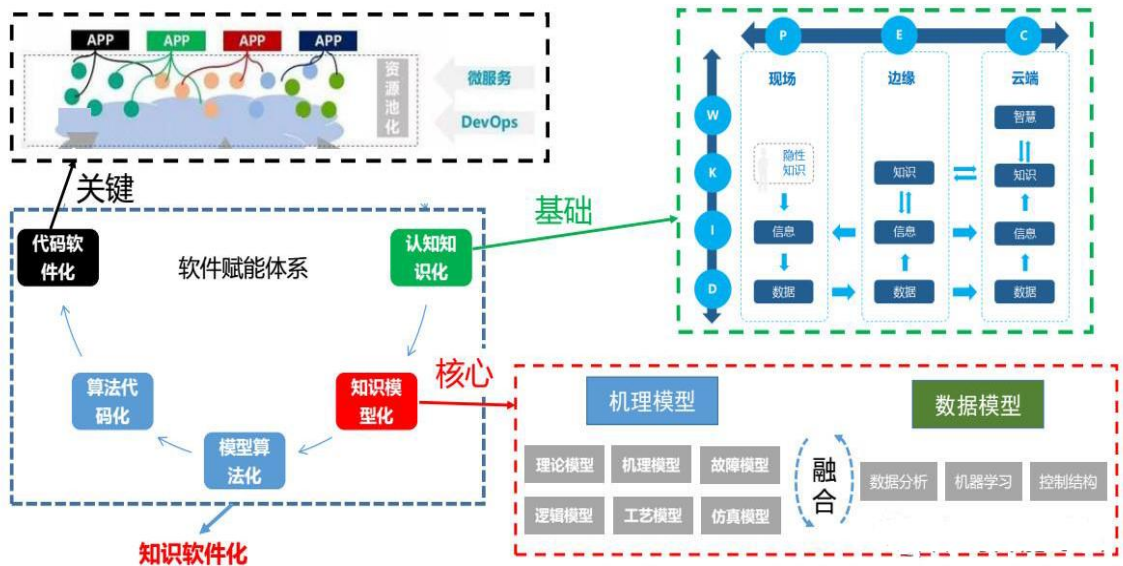 APP
APP
APP
APP
资源池化
微服务
DevOps
关键
代码软
件化
软件赋能体系
认知知
识化
算法代
码化
知识模
型化
模型算
法化
知识软件化
基础
P
E
C
现场
边缘
云端
W
智慧
K
隐性
知识
知识
知识
I
信息
信息
信息
D
数据
数据
数据
核心
机理模型
数据模型
理论模型
机理模型
故障模型
逻辑模型
工艺模型
仿真模型
融合
数据分析
机器学习
控制结构